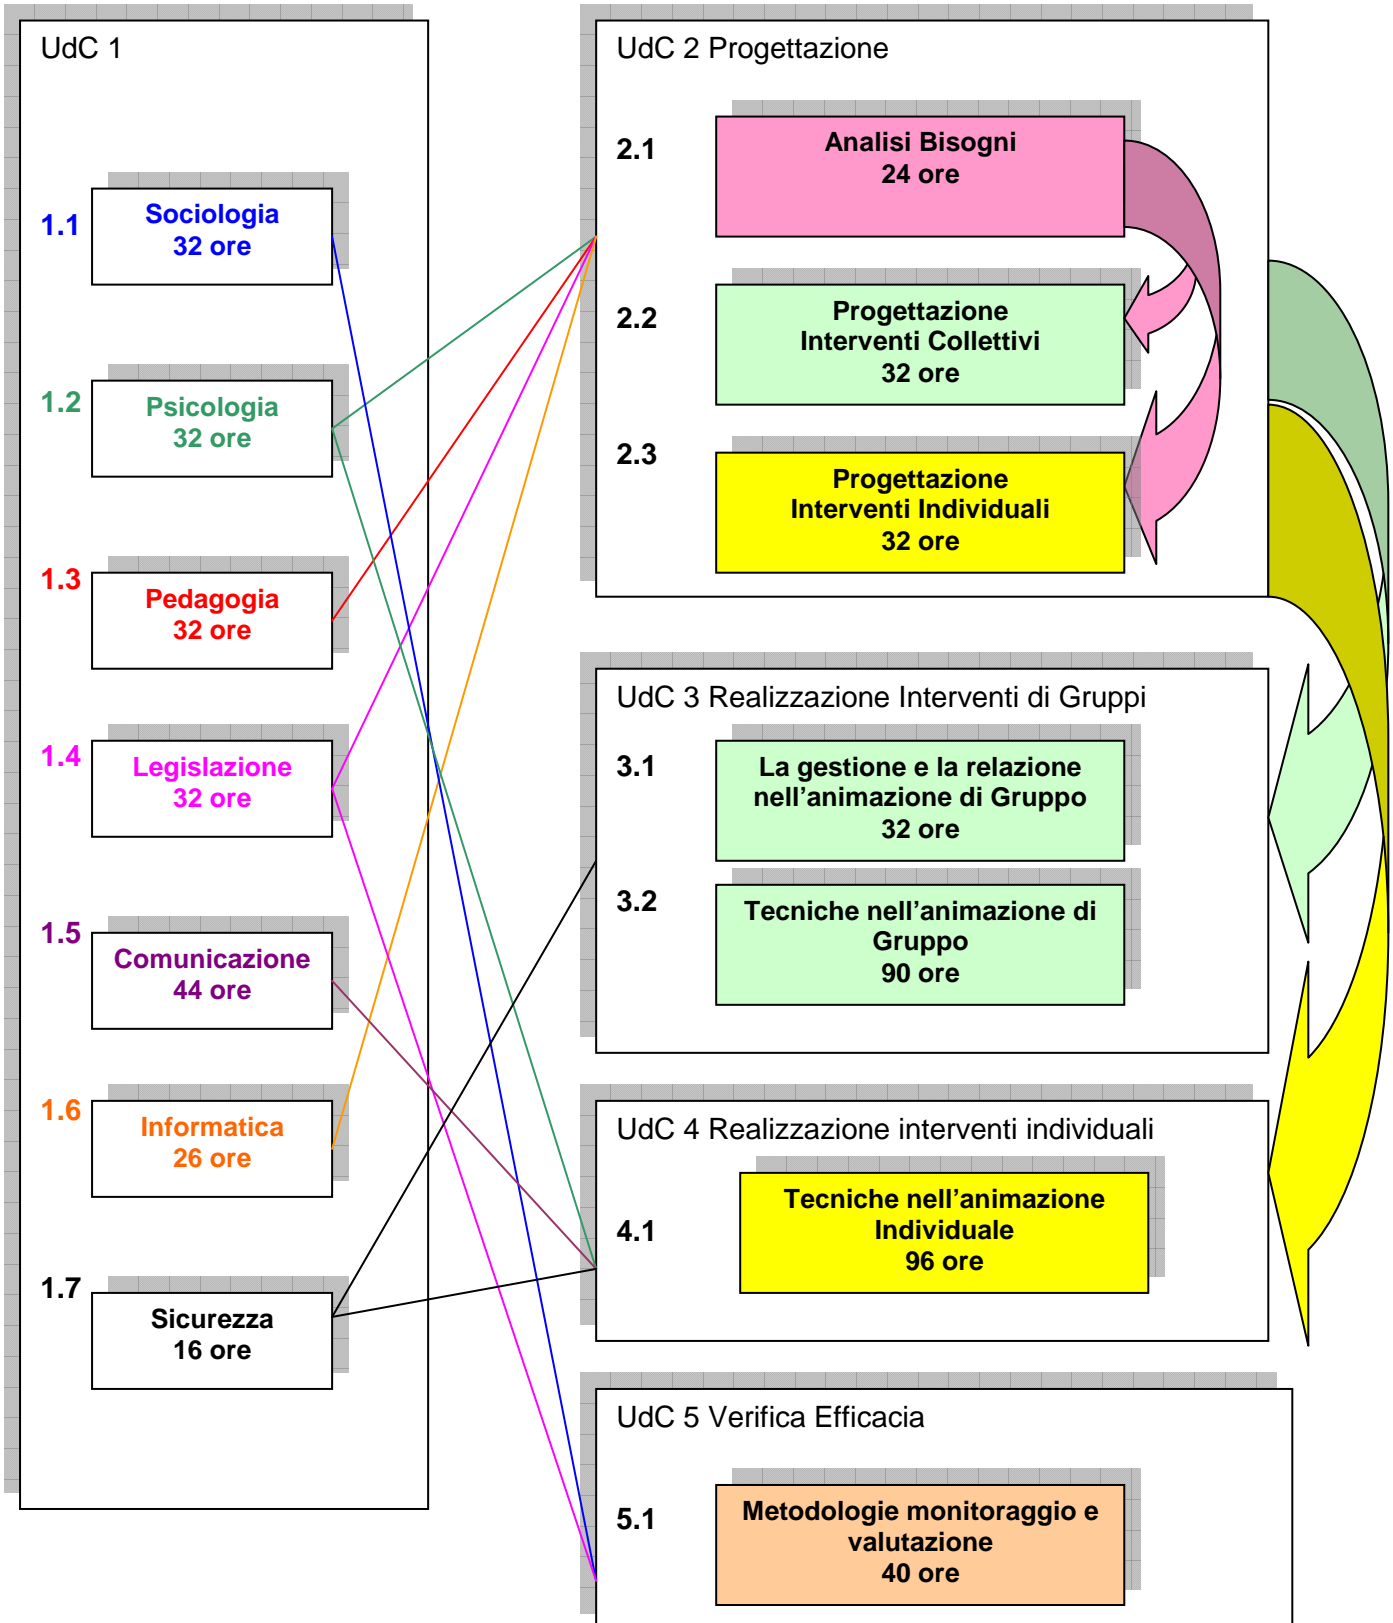 UdC 1
1.1
Sociologia
32 ore
1.2
Psicologia
32 ore
1.3
Pedagogia
32 ore
1.4
Legislazione
32 ore
1.5
Comunicazione
44 ore
1.6
Informatica
26 ore
1.7
Sicurezza
16 ore
UdC 2 Progettazione
2.1
Analisi Bisogni
24 ore
2.2
Progettazione
Interventi Collettivi
32 ore
2.3
Progettazione
Interventi Individuali
32 ore
UdC 3 Realizzazione Interventi di Gruppi
3.1
La gestione e la relazione
nell’animazione di Gruppo
32 ore
3.2
Tecniche nell’animazione di
Gruppo
90 ore
UdC 4 Realizzazione interventi individuali
4.1
Tecniche nell’animazione
Individuale
96 ore
UdC 5 Verifica Efficacia
5.1
Metodologie monitoraggio e
valutazione
40 ore